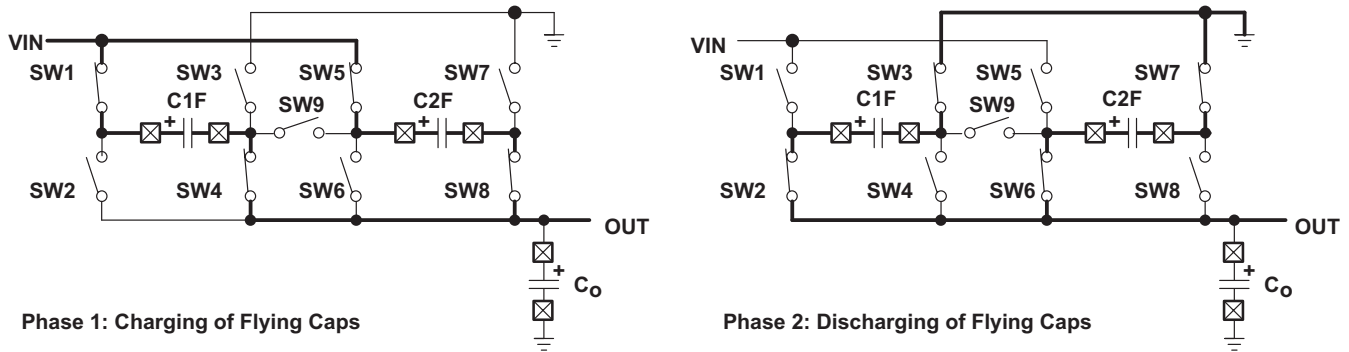 VIN
SW1 SW3 SW5 SW7
C1F SW9 C2F
+ +
SW2 SW4 SW6 SW8
OUT
+
Co
Phase 1: Charging of Flying Caps
VIN
SW1 SW3 SW5 SW7
C1F SW9 C2F
+ +
SW2 SW4 SW6 SW8
OUT
+
Co
Phase 2: Discharging of Flying Caps